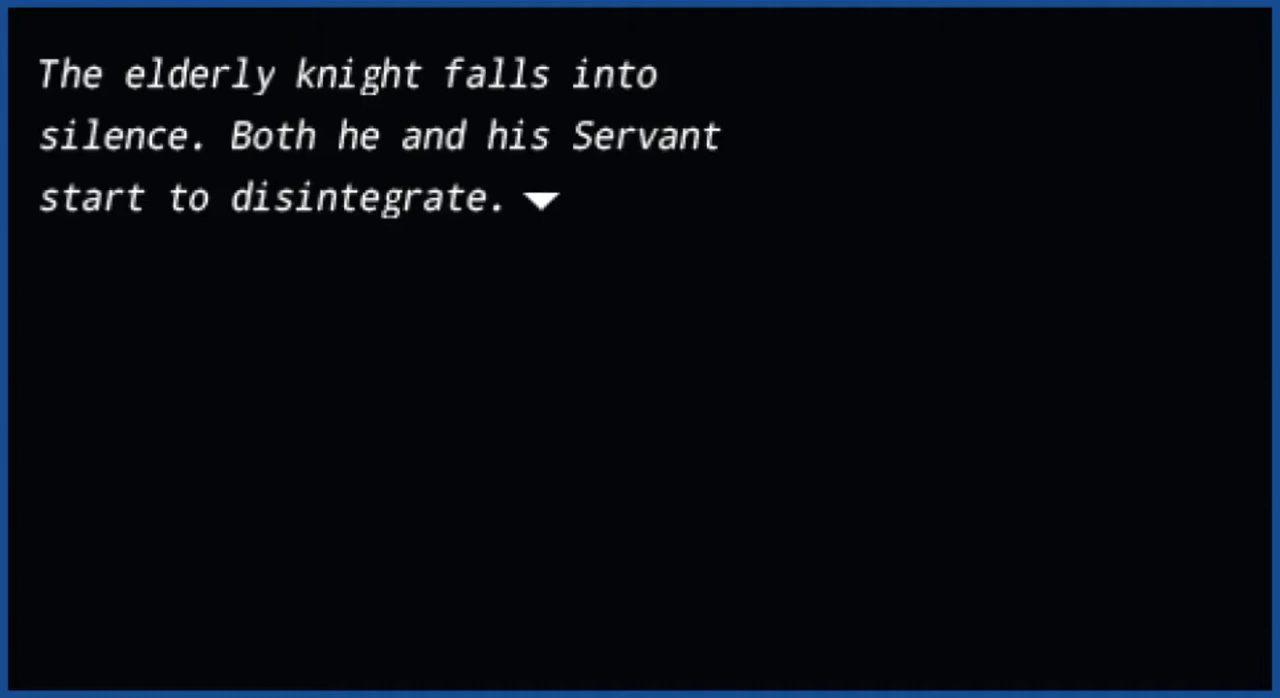 The elderly knight falls into
silence. Both he and his Servant
start to disintegrate.